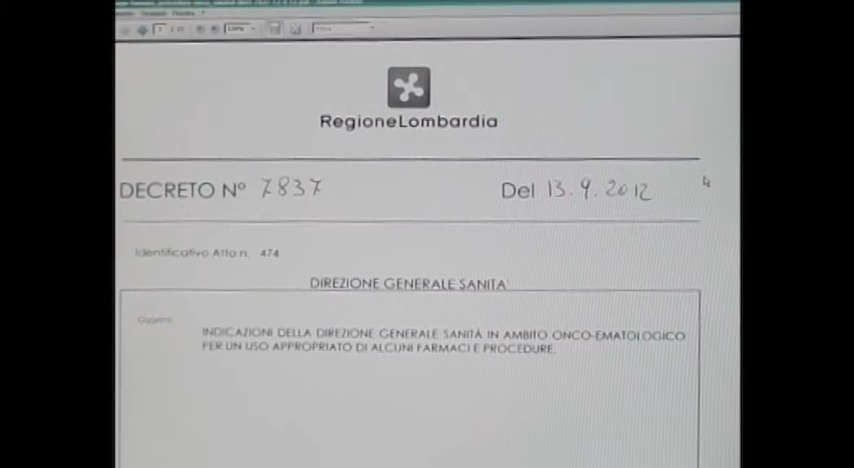 RegioneLombardia
DECRETO N° 7837 Del 13.9.2012
Identificativo Atto n. 474
DIREZIONE GENERALE SANITA'
Oggetto
INDICAZIONI DELLA DIREZIONE GENERALE SANITÀ IN AMBITO ONCO-EMATOLOGICO
PER UN USO APPROPRIATO DI ALCUNI FARMACI E PROCEDURE.